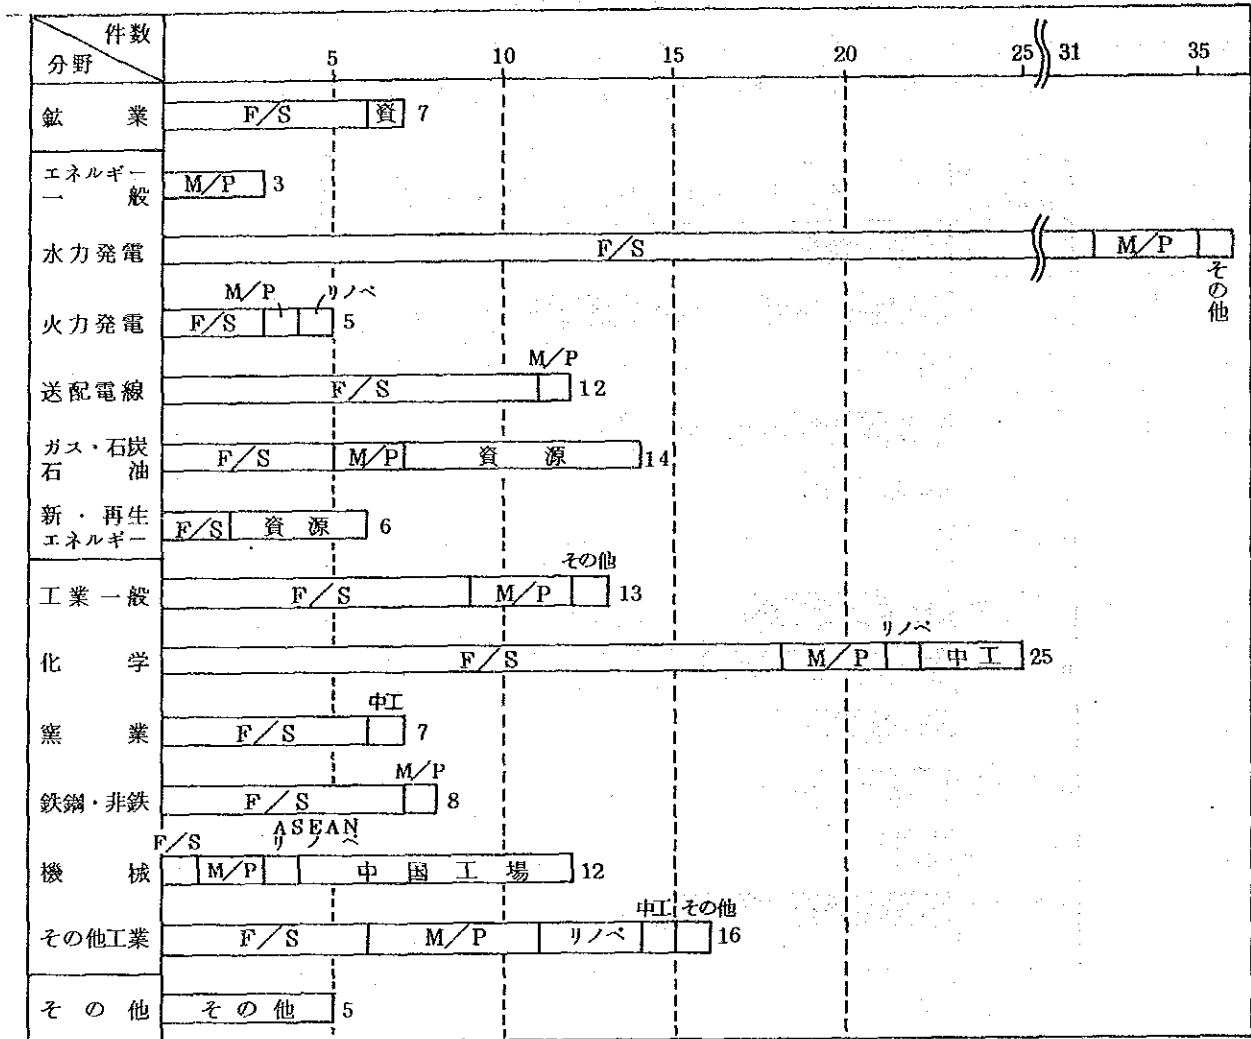 件数
分野
5 10 15 20 25 31 35
鉱業
F/S 資 7
エネルギー
一般
M/P 3
水力発電
F/S M/P
その他
M/P リノベ
火力発電
F/S 5
M/P
送配電線
F/S 12
ガス・石炭
石油
F/S M/P 資源 14
新・再生
エネルギー
F/S 資源 6
その他
工業一般
F/S M/P 13
リノベ
化学
F/S M/P 中工 25
中工
窯業
F/S 7
M/P
鉄鋼・非鉄
F/S 8
F/S ASEAN
リノベ
機械
M/P 中国工場 12
中工 その他
その他工業
F/S M/P リノベ 16
その他
その他 5